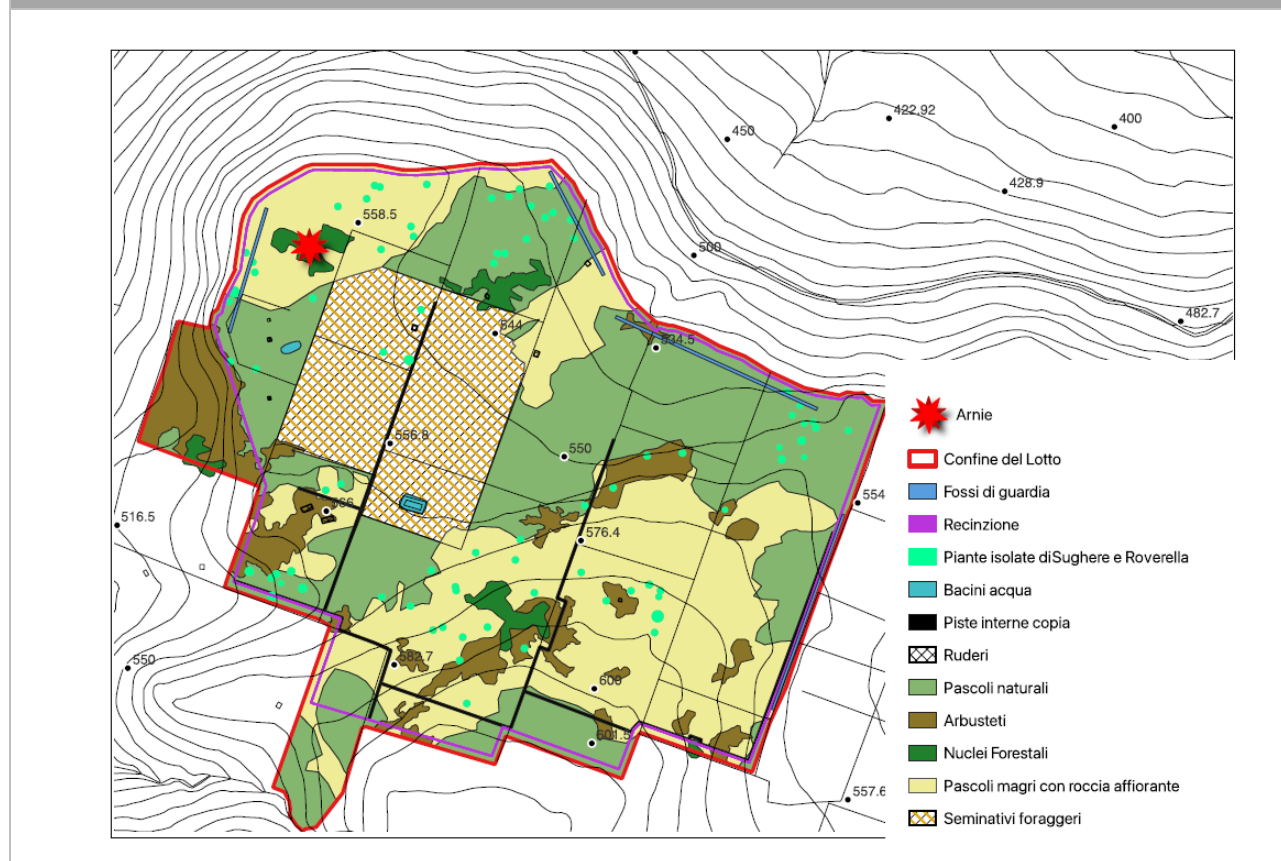 422.92
400
450
428.9
558.5
500
482.7
544
534.5
556.8
550
566
554
516.5
576.4
550
582.7
600
601.5
557.6
Arnie
Confine del Lotto
Fossi di guardia
Recinzione
Piante isolate diSughere e Roverella
Bacini acqua
Piste interne copia
Ruderi
Pascoli naturali
Arbusteti
Nuclei Forestali
Pascoli magri con roccia affiorante
Seminativi foraggeri